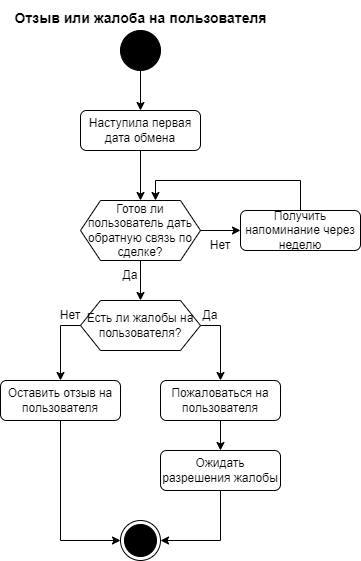 Отзыв или жалоба на пользователя
Наступила первая
дата обмена
Готов ли
пользователь дать
обратную связь по
сделке?
Нет
Получить
напоминание через
неделю
Да
Нет
Есть ли жалобы на
пользователя?
Да
Оставить отзыв на
пользователя
Пожаловаться на
пользователя
Ожидать
разрешения жалобы